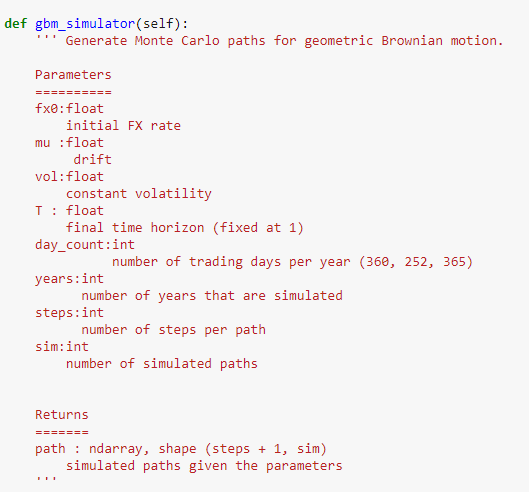 def gbm_simulator(self):
''' Generate Monte Carlo paths for geometric Brownian motion.
Parameters
==========
fx0:float
initial FX rate
mu :float
drift
vol:float
constant volatility
T : float
final time horizon (fixed at 1)
day_count:int
number of trading days per year (360, 252, 365)
years:int
number of years that are simulated
steps:int
number of steps per path
sim:int
number of simulated paths
Returns
=======
path : ndarray, shape (steps + 1, sim)
simulated paths given the parameters
'''